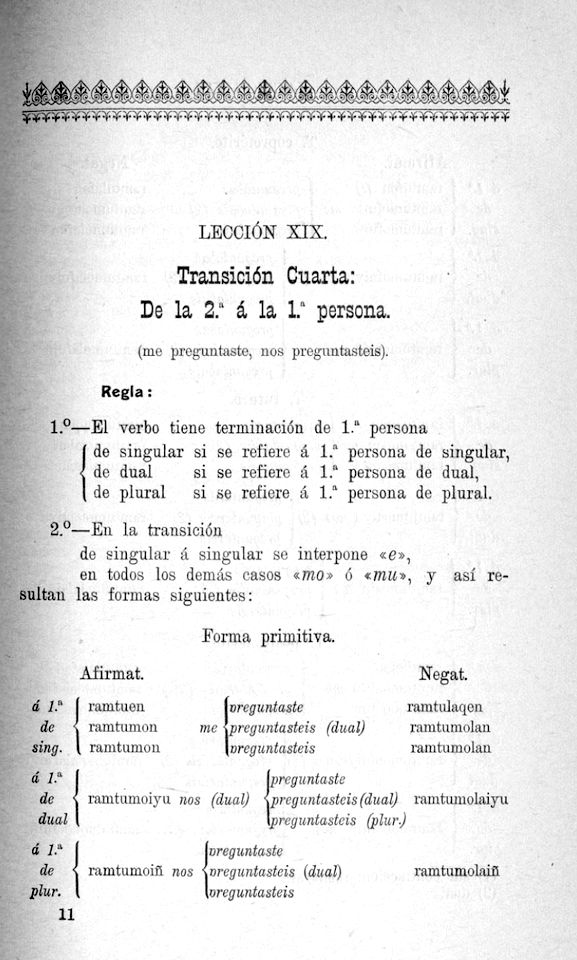 LECCIÓN XIX.
Transición Cuarta:
De la 2.ª á la 1.ª persona.
(me preguntaste, nos preguntasteis).
Regla:
1.º—El verbo tiene terminación de 1.ª persona
de singular si se refiere á 1.ª persona de singular,
de dual si se refiere á 1.ª persona de dual,
de plural si se refiere á 1.ª persona de plural.
2.º—En la transición
de singular á singular se interpone «e»,
en todos los demás casos «mo» ó «mu», y así re-
sultan las formas siguientes:
Forma primitiva.
Afirmat. Negat.
á 1.ª ramtuen preguntaste ramtulaqen
de ramtumon me preguntasteis (dual) ramtumolan
sing. ramtumon preguntasteis ramtumolan
á 1.ª preguntaste
de ramtumoiyu nos (dual) preguntasteis (dual) ramtumolaiyu
dual preguntasteis (plur.)
á 1.ª preguntaste
de ramtumoiñ nos preguntasteis (dual) ramtumolaiñ
plur. preguntasteis
11